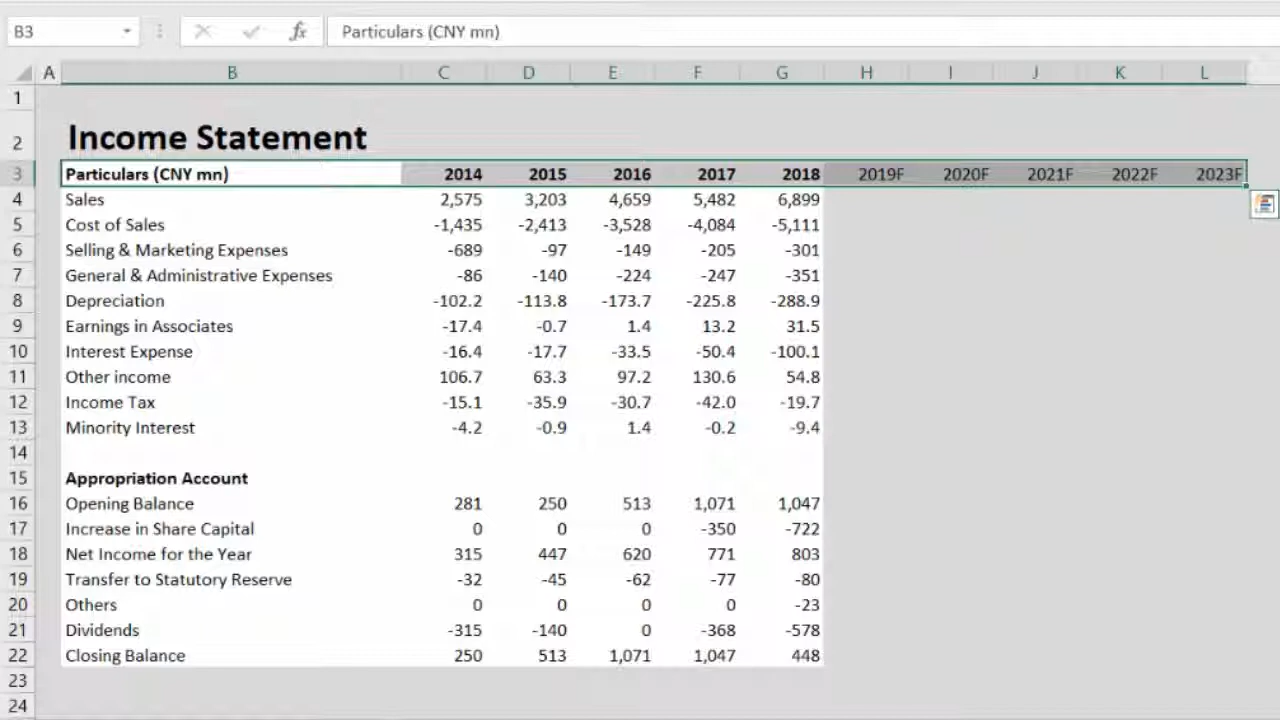 B3 fx Particulars (CNY mn)
A B C D E F G H I J K L
1
2 Income Statement
3 Particulars (CNY mn) 2014 2015 2016 2017 2018 2019F 2020F 2021F 2022F 2023F
4 Sales 2,575 3,203 4,659 5,482 6,899
5 Cost of Sales -1,435 -2,413 -3,528 -4,084 -5,111
6 Selling & Marketing Expenses -689 -97 -149 -205 -301
7 General & Administrative Expenses -86 -140 -224 -247 -351
8 Depreciation -102.2 -113.8 -173.7 -225.8 -288.9
9 Earnings in Associates -17.4 -0.7 1.4 13.2 31.5
10 Interest Expense -16.4 -17.7 -33.5 -50.4 -100.1
11 Other income 106.7 63.3 97.2 130.6 54.8
12 Income Tax -15.1 -35.9 -30.7 -42.0 -19.7
13 Minority Interest -4.2 -0.9 1.4 -0.2 -9.4
14
15 Appropriation Account
16 Opening Balance 281 250 513 1,071 1,047
17 Increase in Share Capital 0 0 0 -350 -722
18 Net Income for the Year 315 447 620 771 803
19 Transfer to Statutory Reserve -32 -45 -62 -77 -80
20 Others 0 0 0 0 -23
21 Dividends -315 -140 0 -368 -578
22 Closing Balance 250 513 1,071 1,047 448
23
24